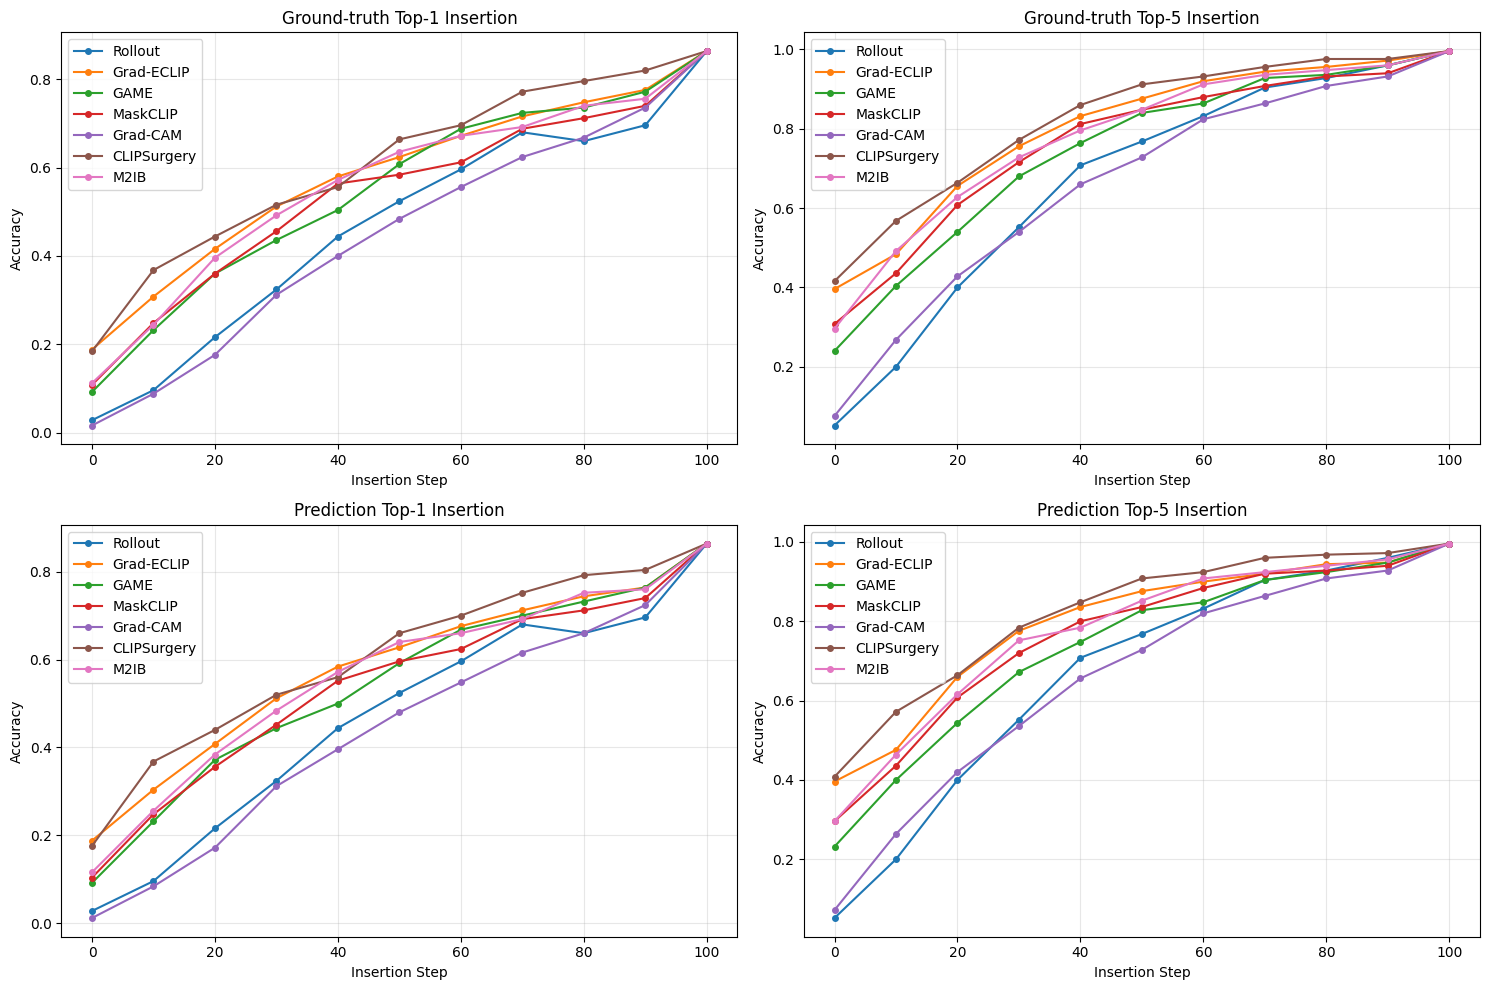 Ground-truth Top-1 Insertion
Accuracy
0.8
0.6
0.4
0.2
0.0
Rollout
Grad-ECLIP
GAME
MaskCLIP
Grad-CAM
CLIPSurgery
M2IB
0 20 40 60 80 100
Insertion Step
Ground-truth Top-5 Insertion
Accuracy
1.0
0.8
0.6
0.4
0.2
Rollout
Grad-ECLIP
GAME
MaskCLIP
Grad-CAM
CLIPSurgery
M2IB
0 20 40 60 80 100
Insertion Step
Prediction Top-1 Insertion
Accuracy
0.8
0.6
0.4
0.2
0.0
Rollout
Grad-ECLIP
GAME
MaskCLIP
Grad-CAM
CLIPSurgery
M2IB
0 20 40 60 80 100
Insertion Step
Prediction Top-5 Insertion
Accuracy
1.0
0.8
0.6
0.4
0.2
Rollout
Grad-ECLIP
GAME
MaskCLIP
Grad-CAM
CLIPSurgery
M2IB
0 20 40 60 80 100
Insertion Step